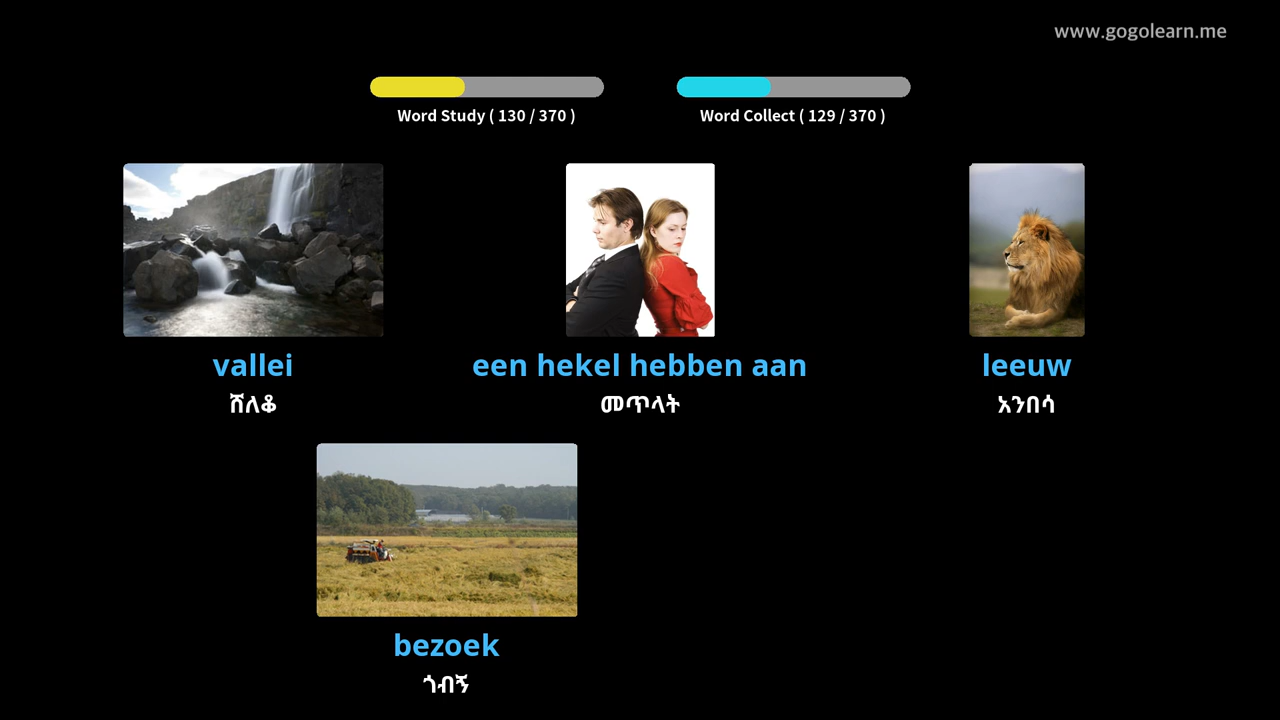 www.gogolearn.me
Word Study ( 130 / 370 )
Word Collect ( 129 / 370 )
vallei
een hekel hebben aan
leeuw
ሸለቆ
መጥላት
አንበሳ
bezoek
ጎብኝ